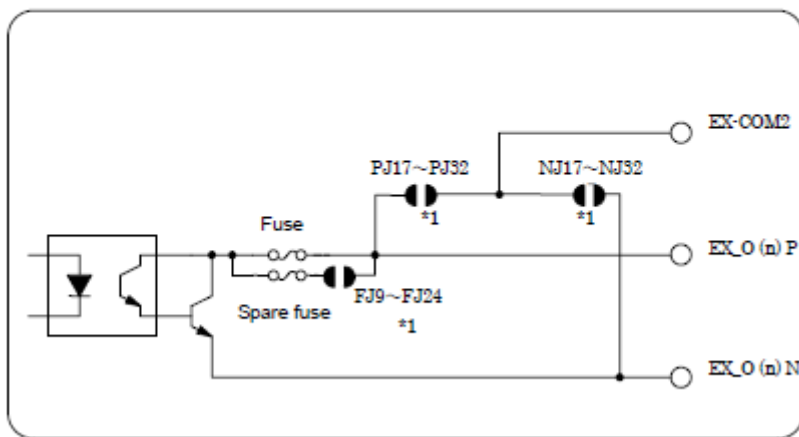 EX-COM2
PJ17～PJ32
NJ17～NJ32
*1
*1
Fuse
EX_O (n) P
FJ9～FJ24
Spare fuse
*1
EX_O (n) N